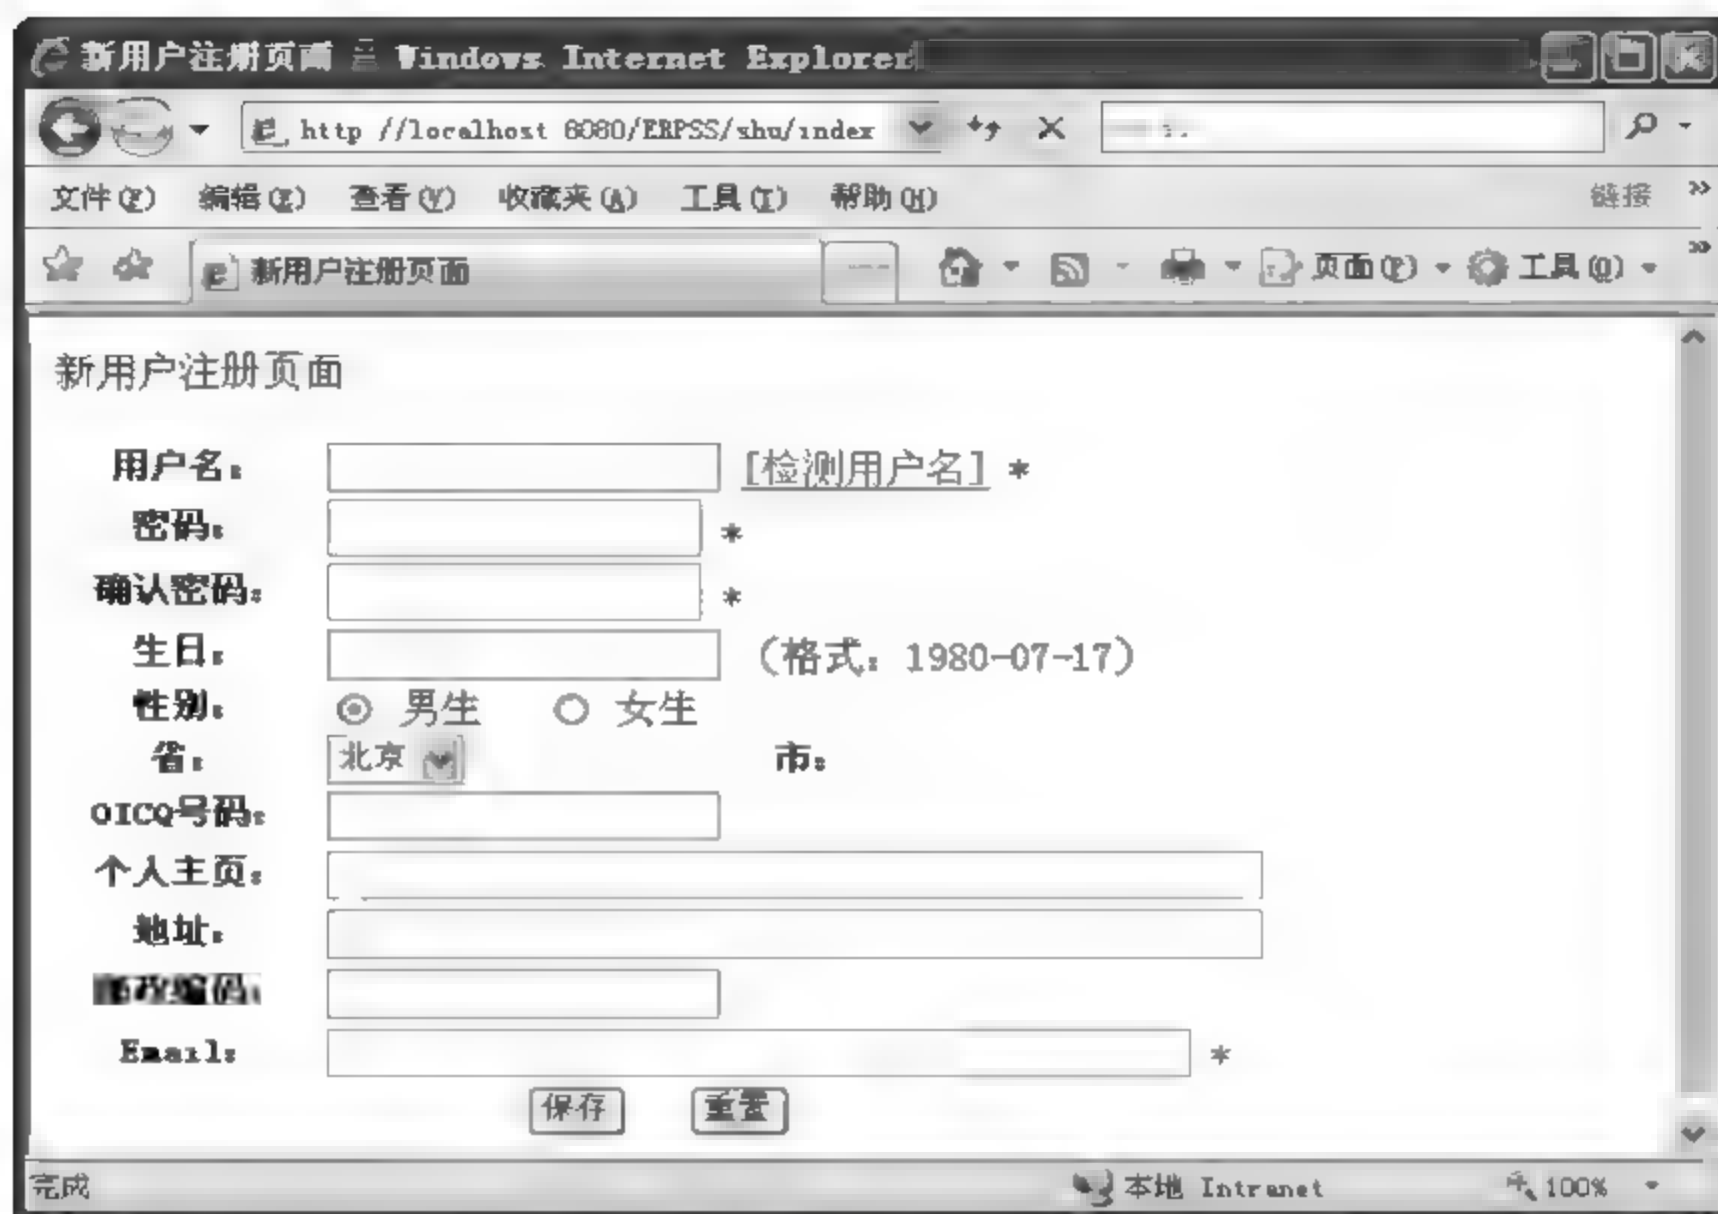 新用户注册页面 Windows Internet Explorer
http //localhost 8080/ERPSS/shu/index
文件(F) 编辑(E) 查看(V) 收藏夹(A) 工具(T) 帮助(H) 链接 »
新用户注册页面 页面(P) 工具(O) »
新用户注册页面
用户名: [检测用户名] *
密码: *
确认密码: *
生日: (格式: 1980-07-17)
性别: 男生 女生
省: 北京 市:
OICQ号码:
个人主页:
地址:
编码:
Email: *
保存 重置
完成 本地 Intranet 100%